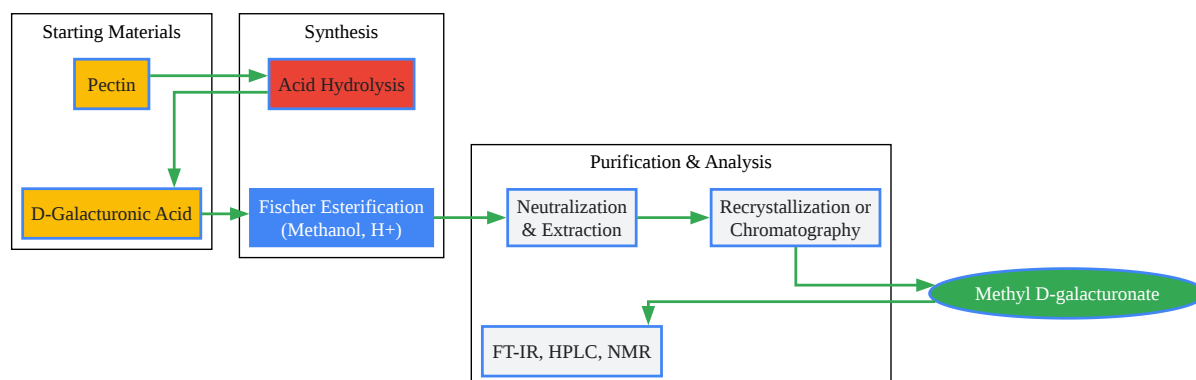 Starting Materials
Pectin
D-Galacturonic Acid
Synthesis
Acid Hydrolysis
Fischer Esterification
(Methanol, H+)
Purification & Analysis
Neutralization
& Extraction
Recrystallization or
Chromatography
FT-IR, HPLC, NMR
Methyl D-galacturonate